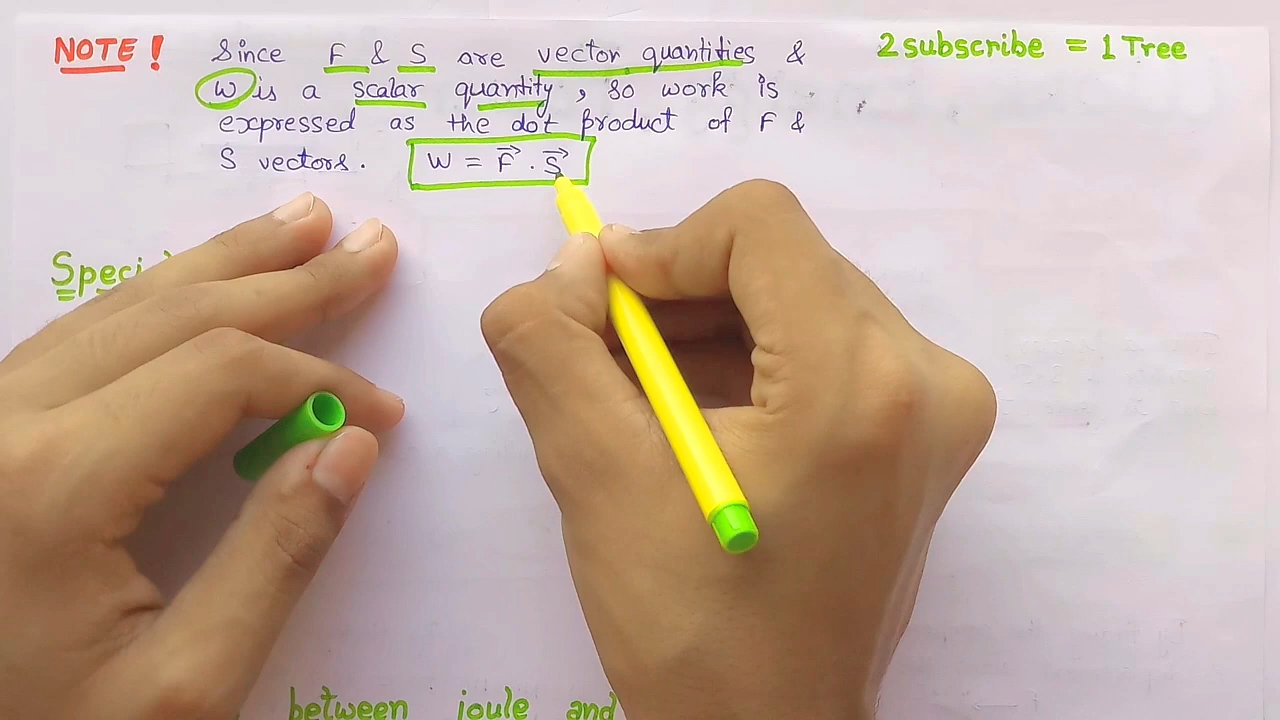 NOTE! Since F & S are vector quantities &
2 subscribe = 1 Tree
W is a scalar quantity, so work is
expressed as the dot product of F &
S vectors. W = F⃗ . S⃗
between joule and